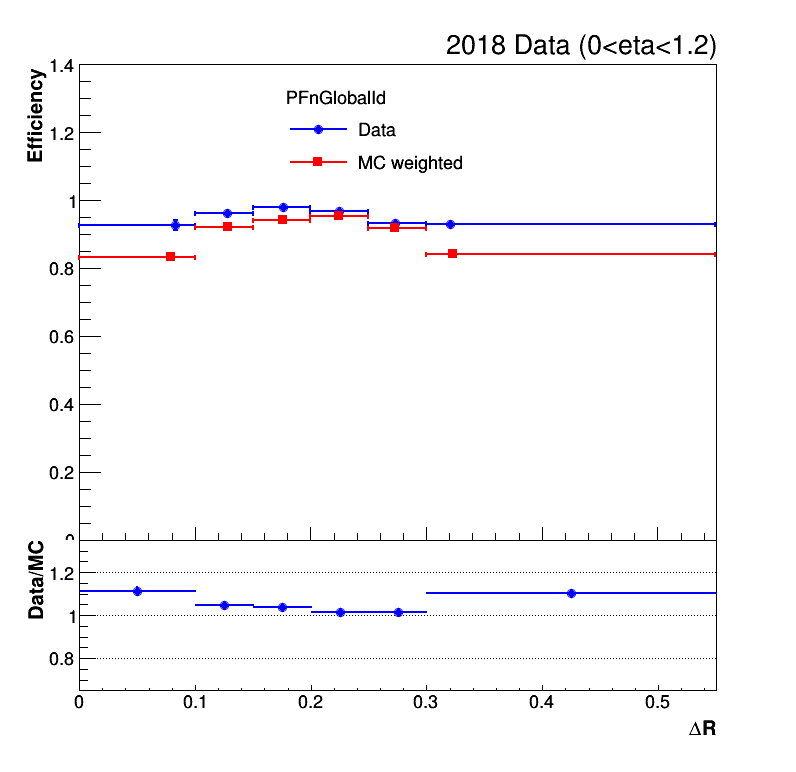 2018 Data (0<eta<1.2)
Efficiency
1.4
1.2
1
0.8
0.6
0.4
0.2
0
PFnGlobalId
Data
MC weighted
Data/MC
1.2
1
0.8
0 0.1 0.2 0.3 0.4 0.5
ΔR